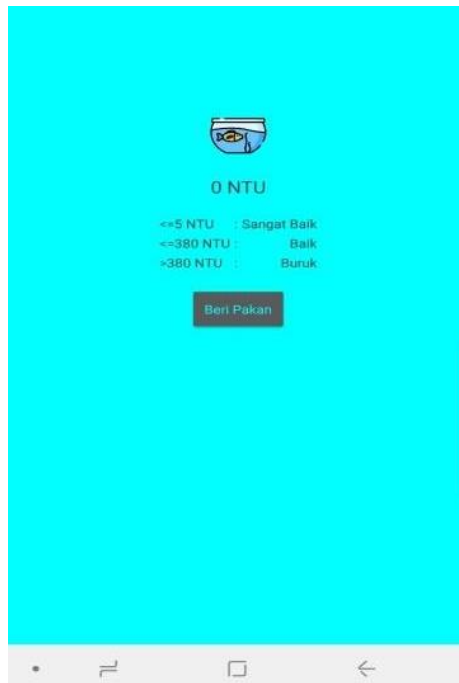 0 NTU
<=5 NTU : Sangat Baik
<=380 NTU : Baik
>380 NTU : Buruk
Beri Pakan